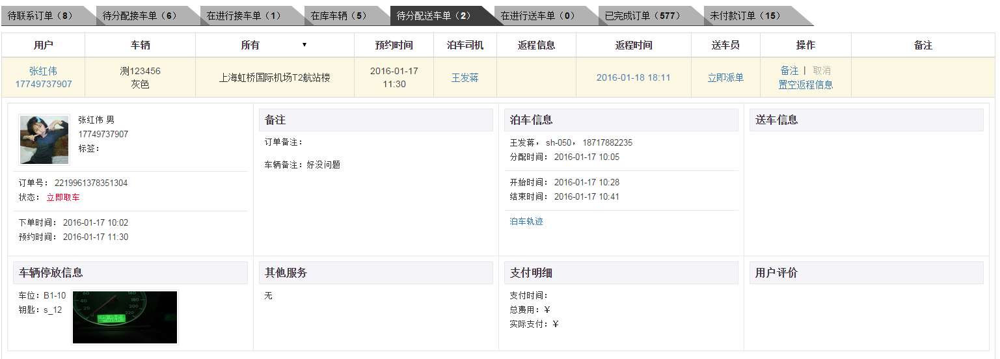 待联系订单（8）
待分配接车单（6）
在进行接车单（1）
在库车辆（5）
待分配送车单（2）
在进行送车单（0）
已完成订单（577）
未付款订单（15）
用户 车辆 所有 ▼ 预约时间 泊车司机 返程信息 返程时间 送车员 操作 备注
张红伟
17749737907
测123456
灰色
上海虹桥国际机场T2航站楼
2016-01-17
11:30
王发蒋
2016-01-18 18:11
立即派单
备注 | 取消
置空返程信息
张红伟 男
17749737907
标签：
订单号： 2219961378351304
状态： 立即取车
下单时间： 2016-01-17 10:02
预约时间： 2016-01-17 11:30
备注
订单备注：
车辆备注：好没问题
泊车信息
王发蒋， sh-050， 18717882235
分配时间： 2016-01-17 10:05
开始时间： 2016-01-17 10:28
结束时间： 2016-01-17 10:41
泊车轨迹
送车信息
车辆停放信息
车位：B1-10
钥匙：s_12
其他服务
无
支付明细
支付时间：
总费用：￥
实际支付：￥
用户评价